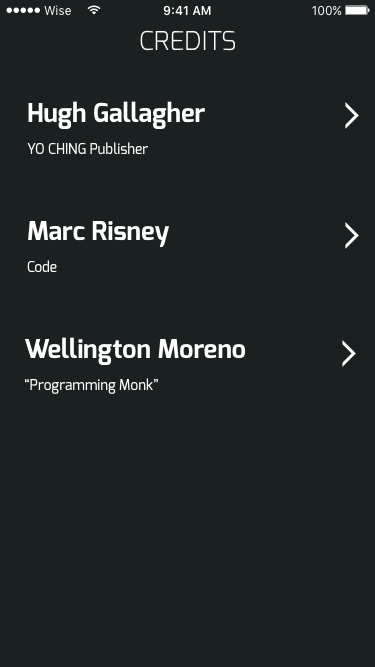 Wise 9:41 AM 100%
CREDITS
Hugh Gallagher
YO CHING Publisher
Marc Risney
Code
Wellington Moreno
“Programming Monk”